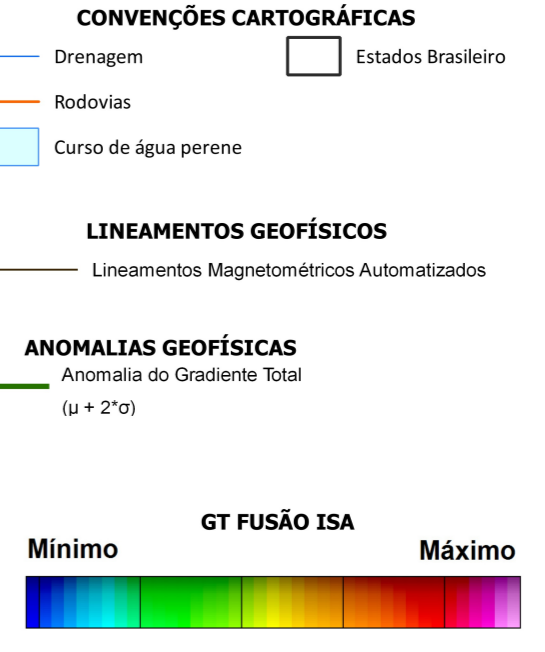 CONVENÇÕES CARTOGRÁFICAS
Drenagem
Estados Brasileiro
Rodovias
Curso de água perene
LINEAMENTOS GEOFÍSICOS
Lineamentos Magnetométricos Automatizados
ANOMALIAS GEOFÍSICAS
Anomalia do Gradiente Total
(μ + 2*σ)
GT FUSÃO ISA
Mínimo
Máximo